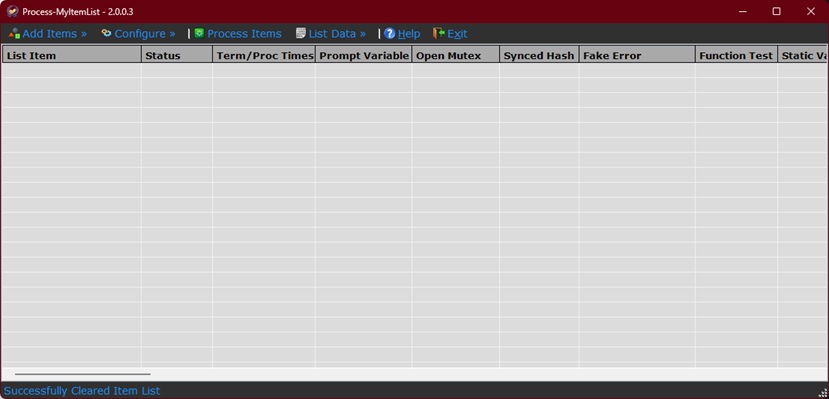 Process-MyItemList - 2.0.0.3
Add Items » Configure » | Process Items List Data » | Help Exit
List Item Status Term/Proc Times Prompt Variable Open Mutex Synced Hash Fake Error Function Test Static Va
Successfully Cleared Item List